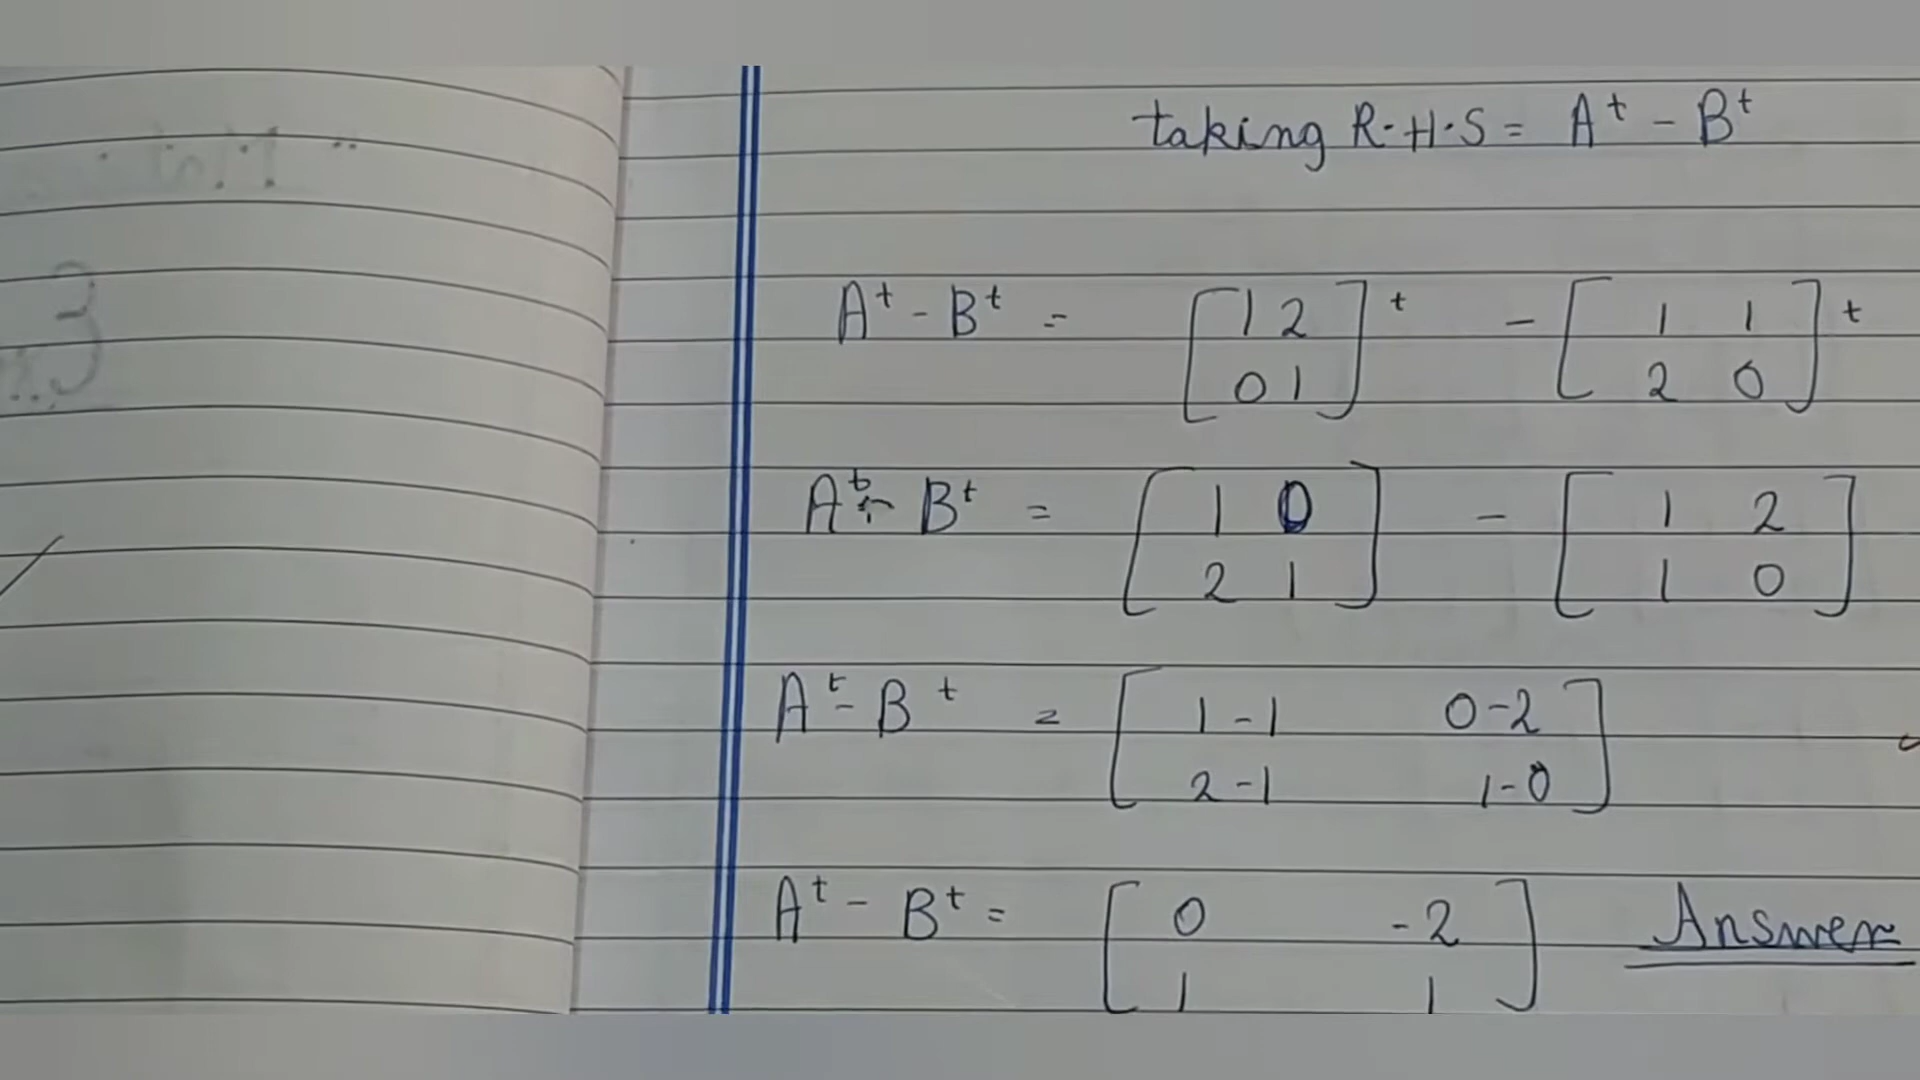 taking R.H.S = A^t - B^t
A^t - B^t = [1 2; 0 1]^t - [1 1; 2 0]^t
A^t - B^t = [1 0; 2 1] - [1 2; 1 0]
A^t - B^t = [1-1 0-2; 2-1 1-0]
A^t - B^t = [0 -2; 1 1] Answer